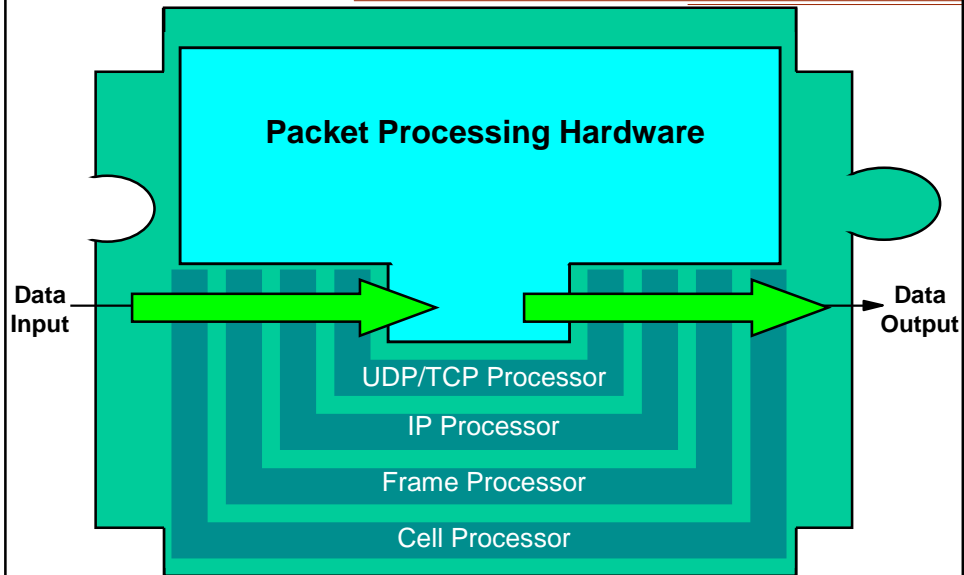 Packet Processing Hardware
Data
Input
Data
Output
UDP/TCP Processor
IP Processor
Frame Processor
Cell Processor